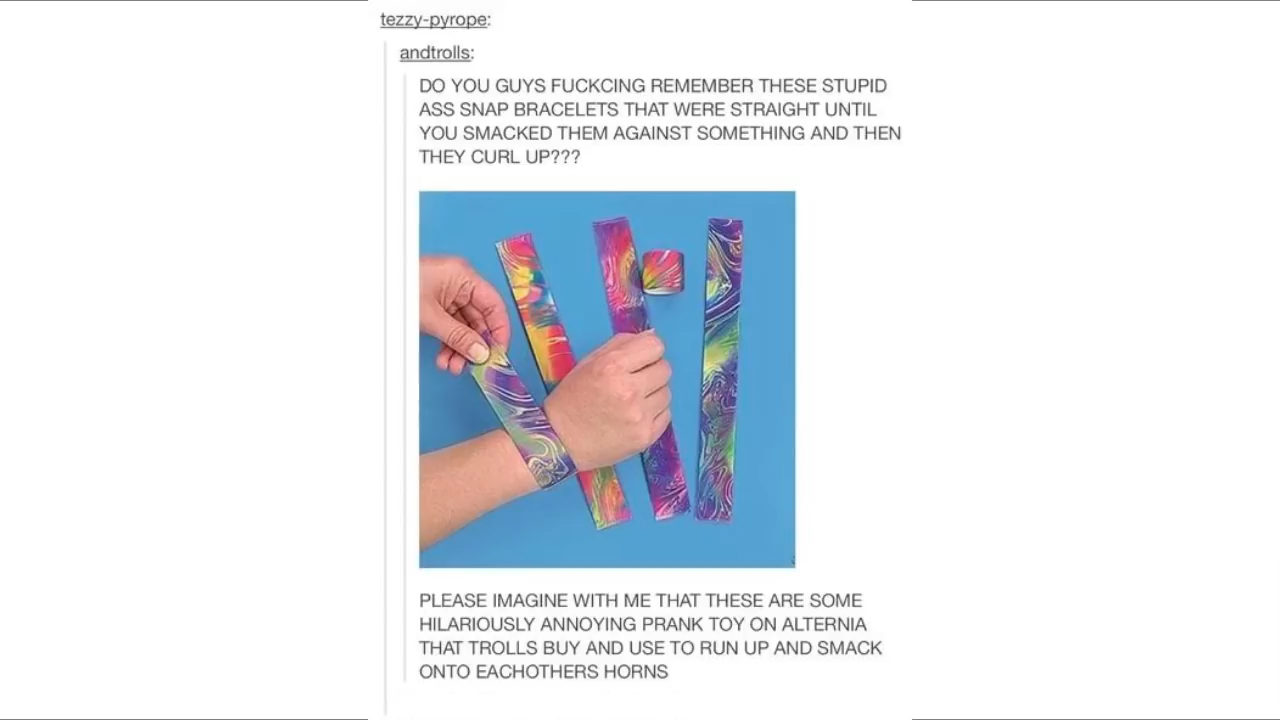 tezzy-pyrope:
andtrolls:
DO YOU GUYS FUCKCING REMEMBER THESE STUPID
ASS SNAP BRACELETS THAT WERE STRAIGHT UNTIL
YOU SMACKED THEM AGAINST SOMETHING AND THEN
THEY CURL UP???
PLEASE IMAGINE WITH ME THAT THESE ARE SOME
HILARIOUSLY ANNOYING PRANK TOY ON ALTERNIA
THAT TROLLS BUY AND USE TO RUN UP AND SMACK
ONTO EACHOTHERS HORNS